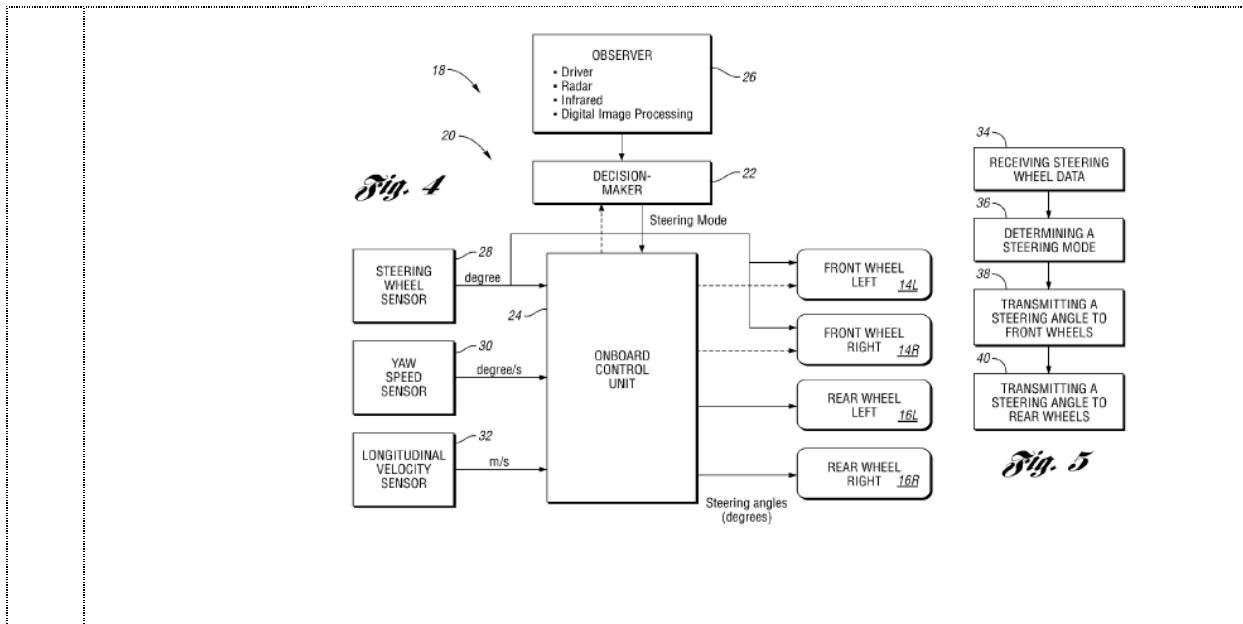 OBSERVER
▪ Driver
▪ Radar
▪ Infrared
▪ Digital Image Processing
26
18
20
Fig. 4
DECISION-
MAKER
22
Steering Mode
STEERING
WHEEL
SENSOR
28
degree
YAW
SPEED
SENSOR
30
degree/s
LONGITUDINAL
VELOCITY
SENSOR
32
m/s
24
ONBOARD
CONTROL
UNIT
FRONT WHEEL
LEFT 14L
FRONT WHEEL
RIGHT 14R
REAR WHEEL
LEFT 16L
REAR WHEEL
RIGHT 16R
Steering angles
(degrees)
34
RECEIVING STEERING
WHEEL DATA
36
DETERMINING A
STEERING MODE
38
TRANSMITTING A
STEERING ANGLE TO
FRONT WHEELS
40
TRANSMITTING A
STEERING ANGLE TO
REAR WHEELS
Fig. 5